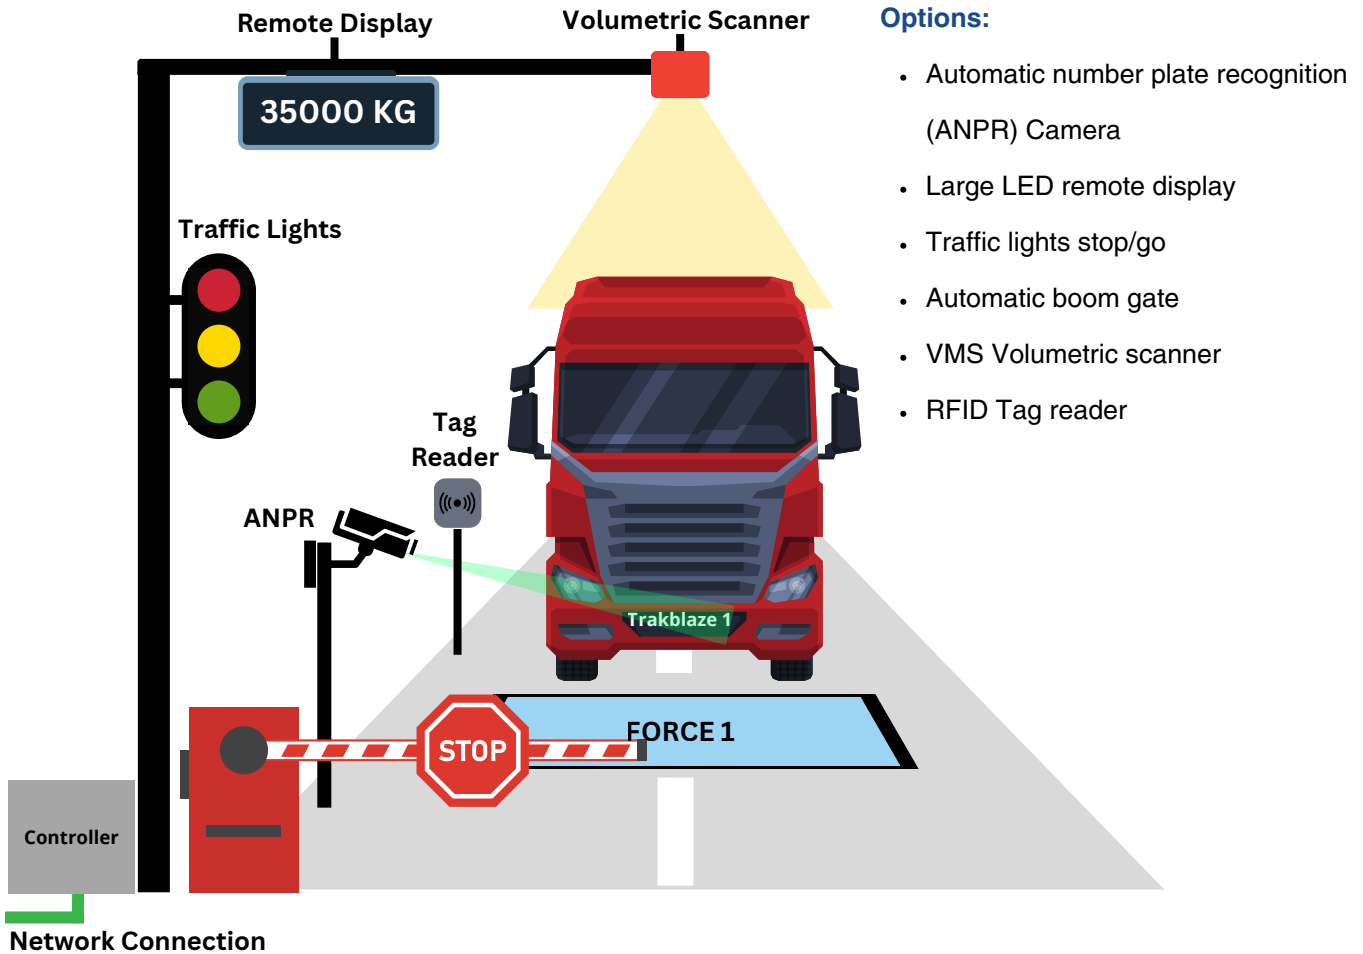 Remote Display
Volumetric Scanner
Options:
35000 KG
• Automatic number plate recognition
(ANPR) Camera
• Large LED remote display
• Traffic lights stop/go
• Automatic boom gate
• VMS Volumetric scanner
• RFID Tag reader
Traffic Lights
Tag
Reader
ANPR
Trakblaze 1
FORCE 1
STOP
Controller
Network Connection